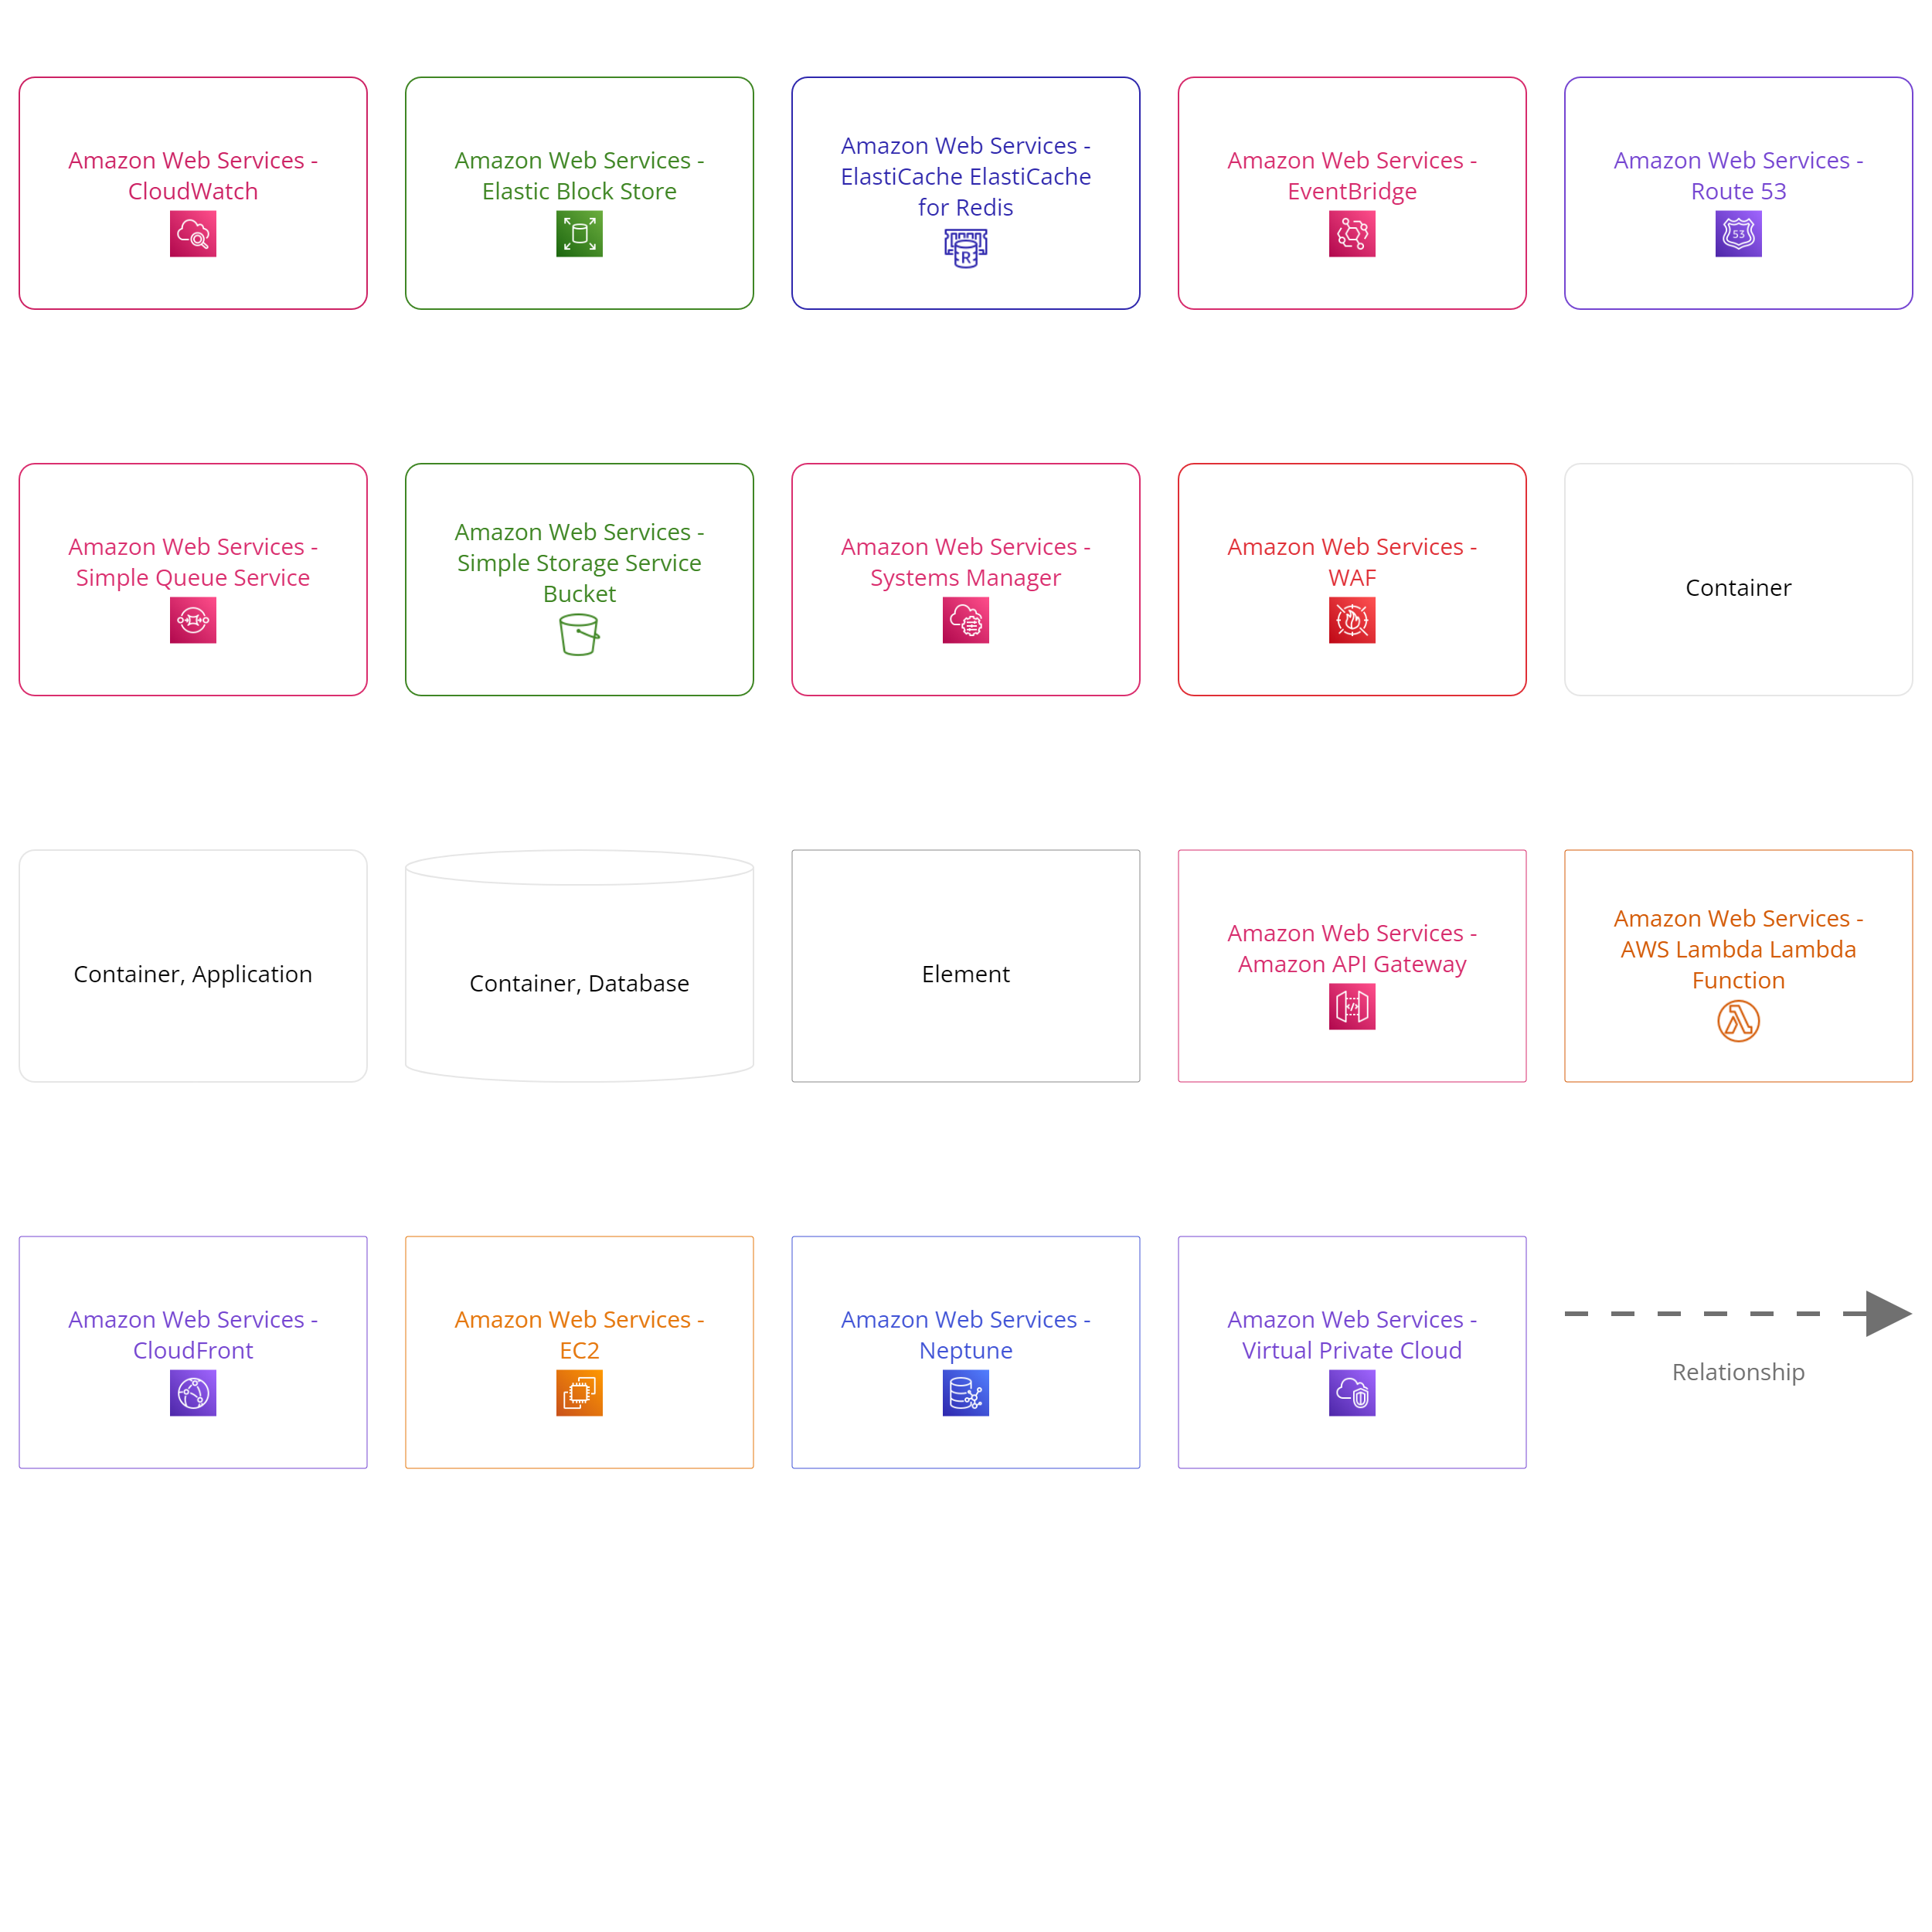 Amazon Web Services -
CloudWatch
Amazon Web Services -
Elastic Block Store
Amazon Web Services -
ElastiCache ElastiCache
for Redis
R
Amazon Web Services -
EventBridge
Amazon Web Services -
Route 53
53
Amazon Web Services -
Simple Queue Service
Amazon Web Services -
Simple Storage Service
Bucket
Amazon Web Services -
Systems Manager
Amazon Web Services -
WAF
Container
Container, Application
Container, Database
Element
Amazon Web Services -
Amazon API Gateway
</>
Amazon Web Services -
AWS Lambda Lambda
Function
Amazon Web Services -
CloudFront
Amazon Web Services -
EC2
Amazon Web Services -
Neptune
Amazon Web Services -
Virtual Private Cloud
Relationship